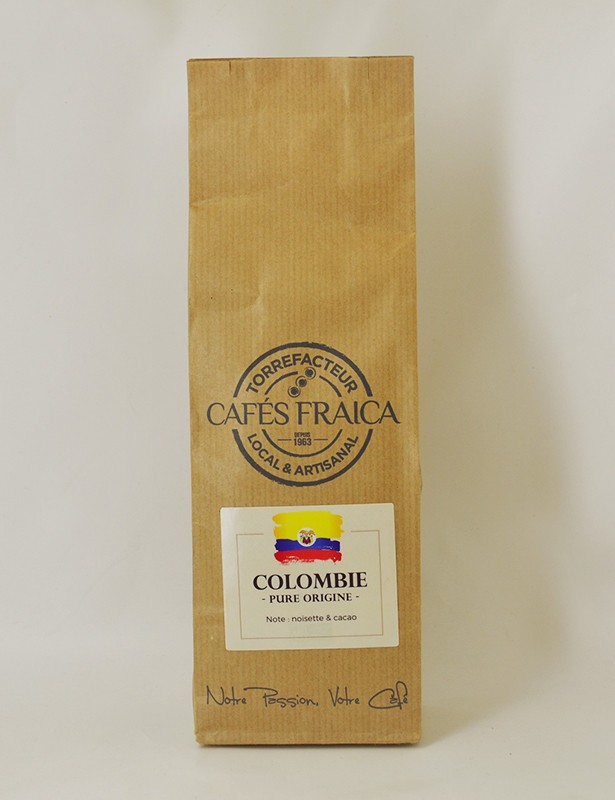 TORREFACTEUR
CAFÉS FRAICA
DEPUIS
1963
LOCAL & ARTISANAL
COLOMBIE
- PURE ORIGINE -
Note : noisette & cacao
Notre Passion, Votre Café